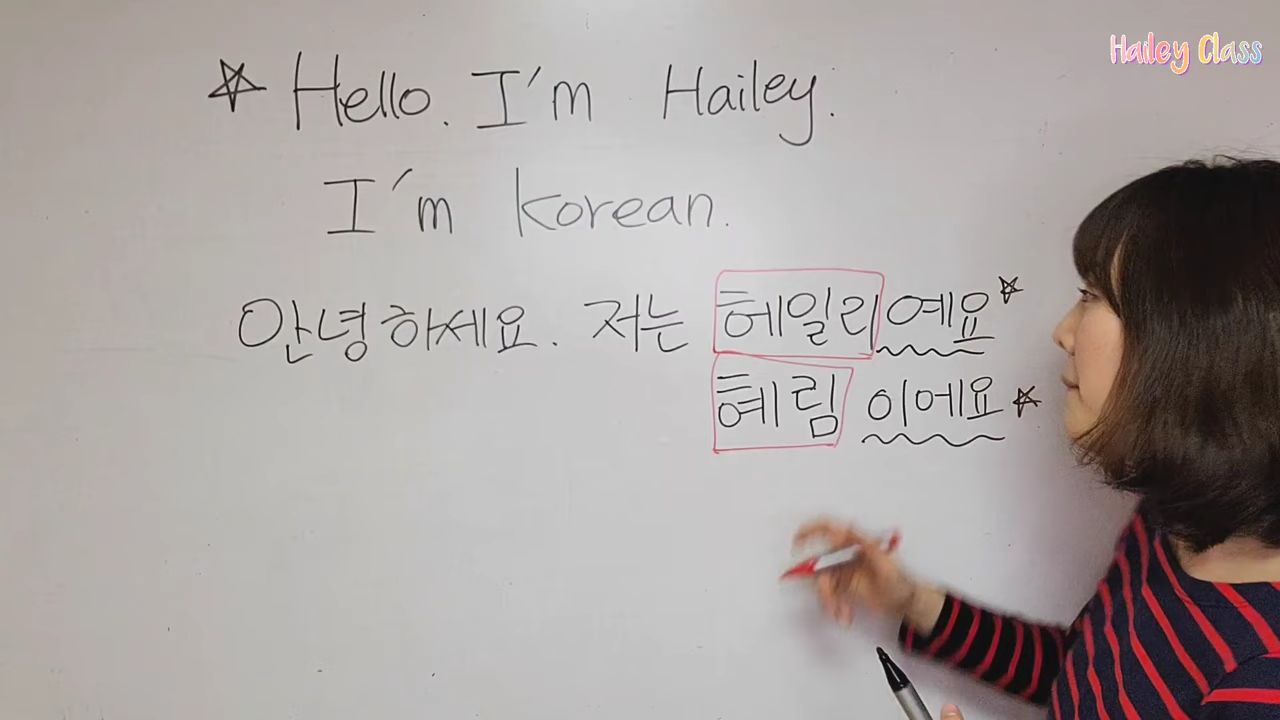 Hailey Class
☆ Hello. I'm Hailey.
I'm korean.
안녕하세요. 저는 헤일리예요☆
혜림 이에요☆